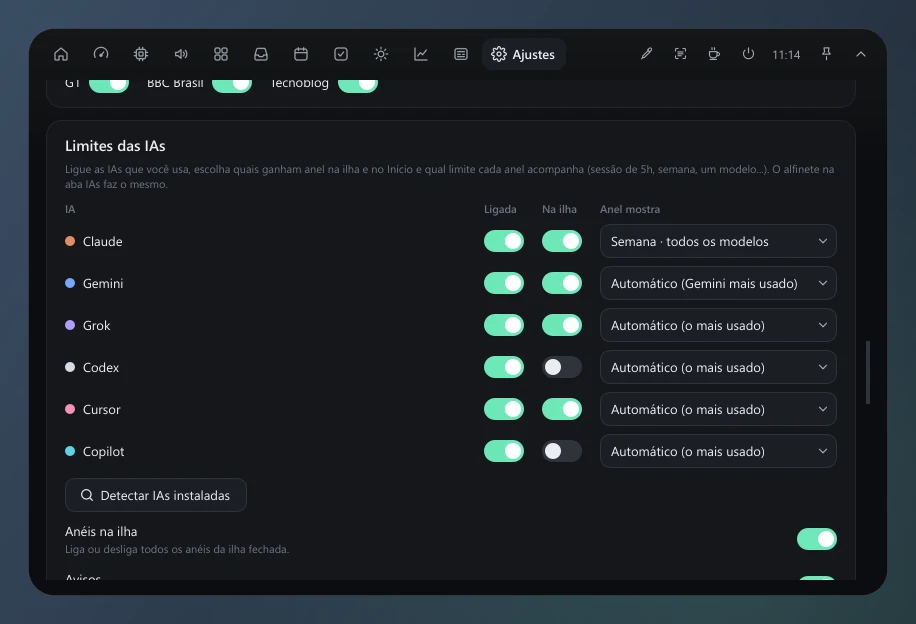 Ajustes
11:14
G1 BBC Brasil Tecnoblog
Limites das IAs
Ligue as IAs que você usa, escolha quais ganham anel na ilha e no Início e qual limite cada anel acompanha (sessão de 5h, semana, um modelo...). O alfinete na
aba IAs faz o mesmo.
IA Ligada Na ilha Anel mostra
Claude Semana · todos os modelos
Gemini Automático (Gemini mais usado)
Grok Automático (o mais usado)
Codex Automático (o mais usado)
Cursor Automático (o mais usado)
Copilot Automático (o mais usado)
Detectar IAs instaladas
Anéis na ilha
Liga ou desliga todos os anéis da ilha fechada.
Avisos